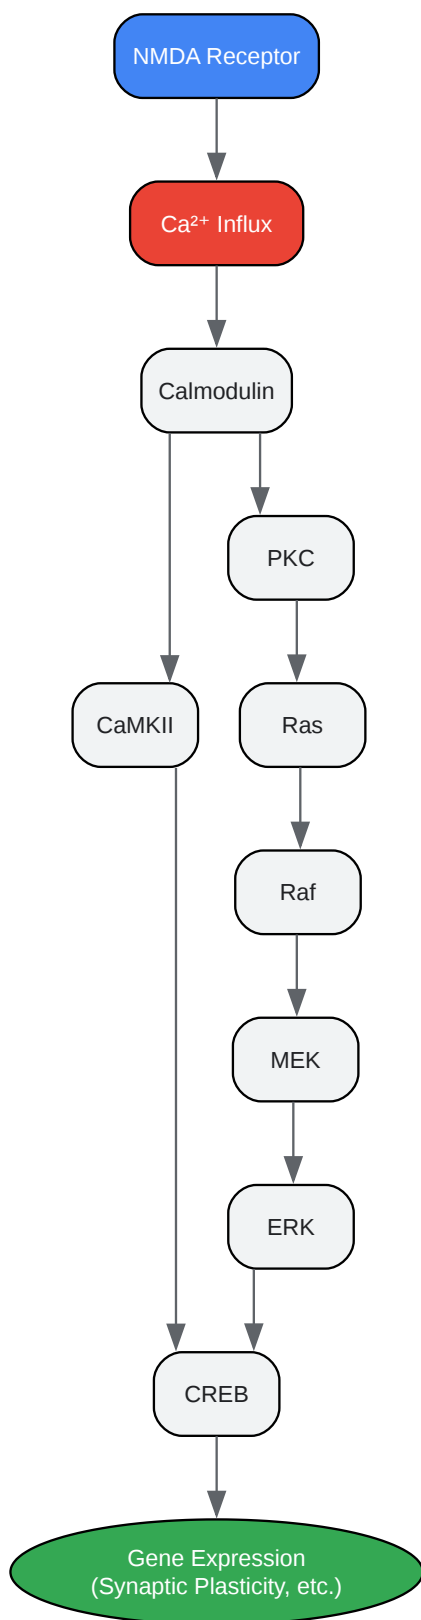 NMDA Receptor
Ca²⁺ Influx
Calmodulin
PKC
CaMKII
Ras
Raf
MEK
ERK
CREB
Gene Expression
(Synaptic Plasticity, etc.)